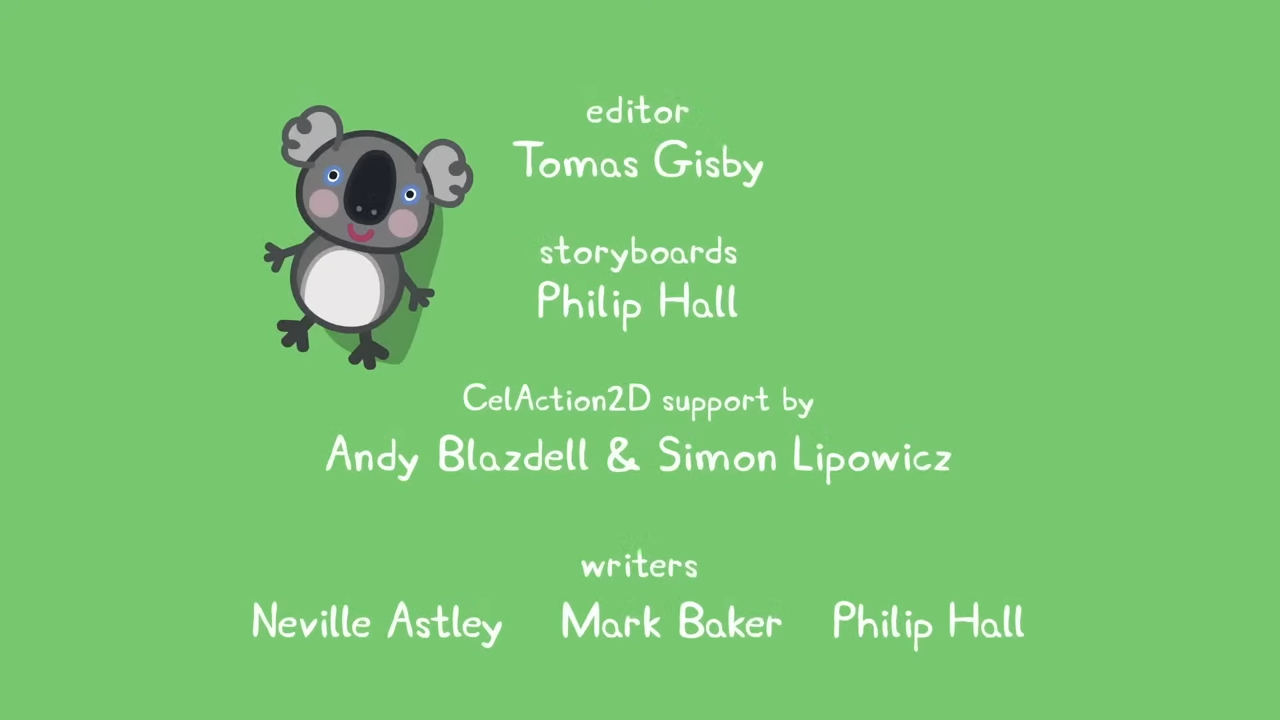 editor
Tomas Gisby
storyboards
Philip Hall
CelAction2D support by
Andy Blazdell & Simon Lipowicz
writers
Neville Astley Mark Baker Philip Hall